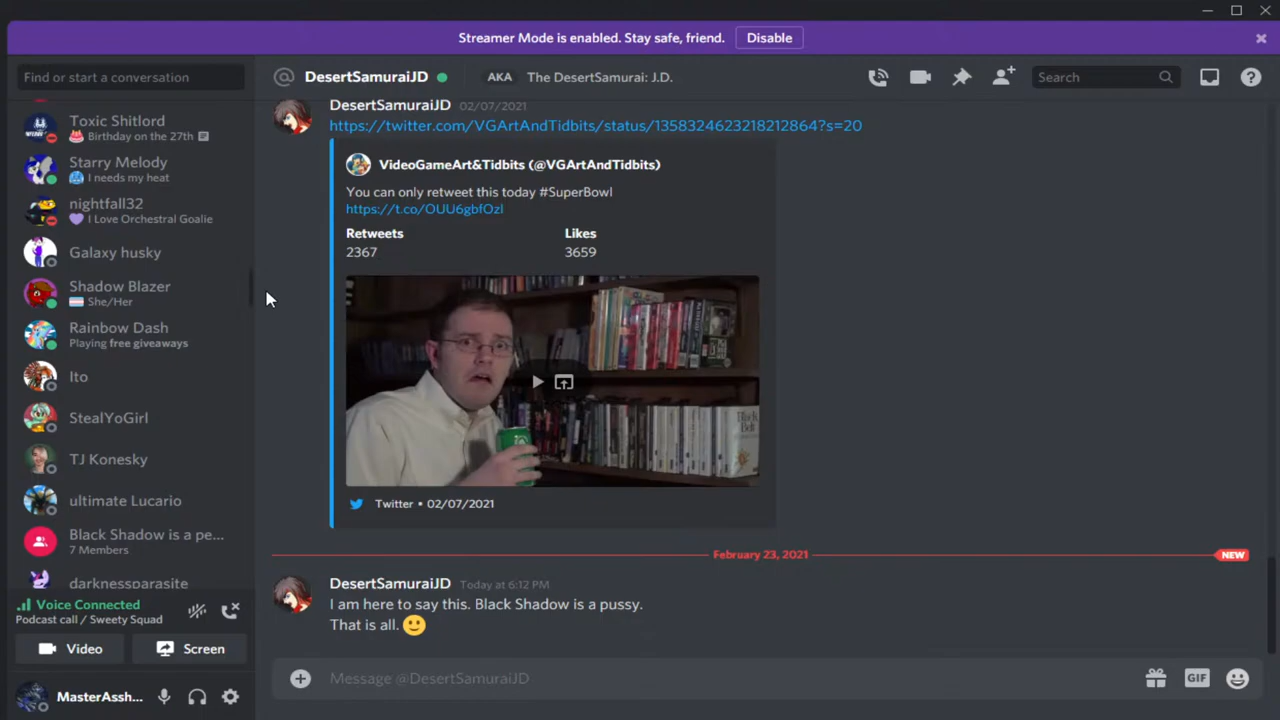 Streamer Mode is enabled. Stay safe, friend.
Disable
Find or start a conversation
DesertSamuraiJD
AKA
The DesertSamurai: J.D.
Search
Toxic Shitlord
Birthday on the 27th
Starry Melody
I needs my heat
nightfall32
I Love Orchestral Goalie
Galaxy husky
Shadow Blazer
She/Her
Rainbow Dash
Playing free giveaways
Ito
StealYoGirl
TJ Konesky
ultimate Lucario
Black Shadow is a pe...
7 Members
darknessparasite
Voice Connected
Podcast call / Sweety Squad
Video
Screen
MasterAssh...
DesertSamuraiJD 02/07/2021
https://twitter.com/VGArtAndTidbits/status/1358324623218212864?s=20
VideoGameArt&Tidbits (@VGArtAndTidbits)
You can only retweet this today #SuperBowl
https://t.co/OUU6gbfOzI
Retweets
2367
Likes
3659
Black Belt
Twitter • 02/07/2021
February 23, 2021
NEW
DesertSamuraiJD Today at 6:12 PM
I am here to say this. Black Shadow is a pussy.
That is all.
Message @DesertSamuraiJD
GIF